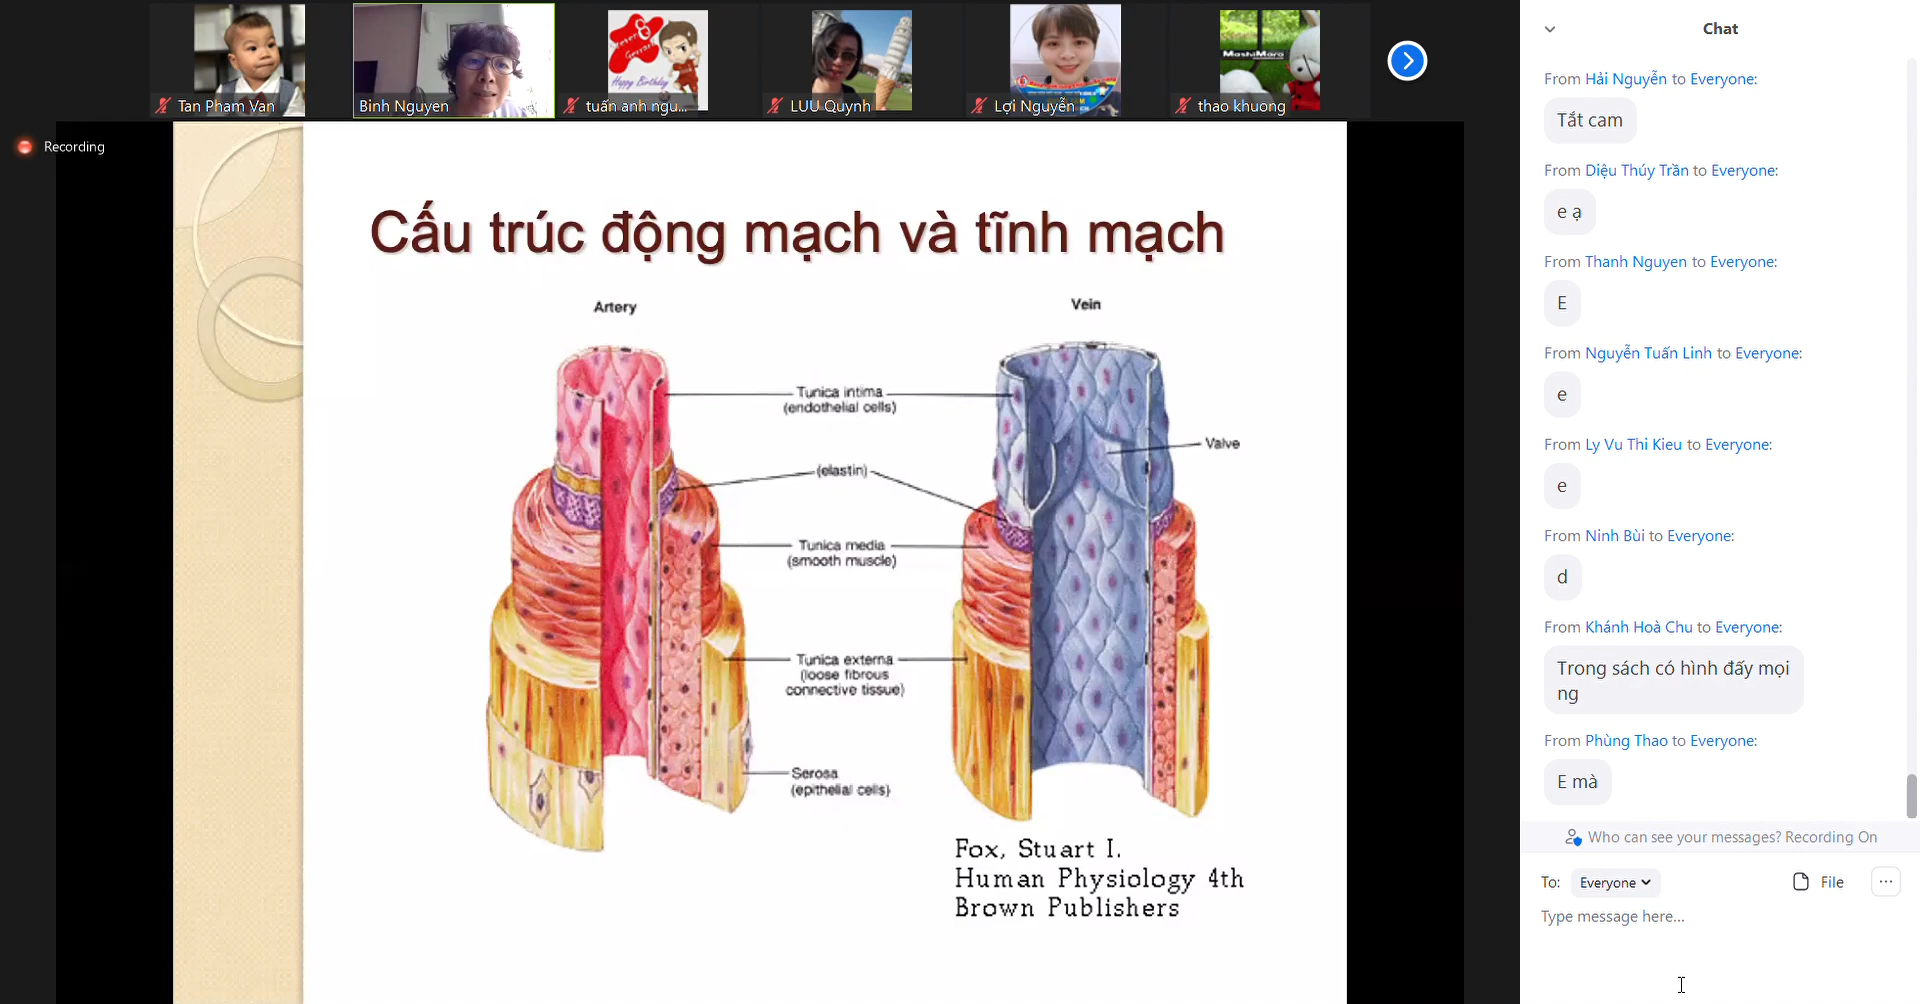 Tan Pham Van
Binh Nguyen
tuấn anh ngu...
LUU Quynh
Lợi Nguyễn
thao khuong
MashiMaro
Happy Birthday
Recording
Cấu trúc động mạch và tĩnh mạch
Artery
Vein
Tunica intima
(endothelial cells)
Valve
(elastin)
Tunica media
(smooth muscle)
Tunica externa
(loose fibrous
connective tissue)
Serosa
(epithelial cells)
Fox, Stuart I.
Human Physiology 4th
Brown Publishers
Chat
From Hải Nguyễn to Everyone:
Tắt cam
From Diệu Thúy Trần to Everyone:
e ạ
From Thanh Nguyen to Everyone:
E
From Nguyễn Tuấn Linh to Everyone:
e
From Ly Vu Thi Kieu to Everyone:
e
From Ninh Bùi to Everyone:
d
From Khánh Hoà Chu to Everyone:
Trong sách có hình đấy mọi
ng
From Phùng Thao to Everyone:
E mà
Who can see your messages? Recording On
To: Everyone
File
Type message here...